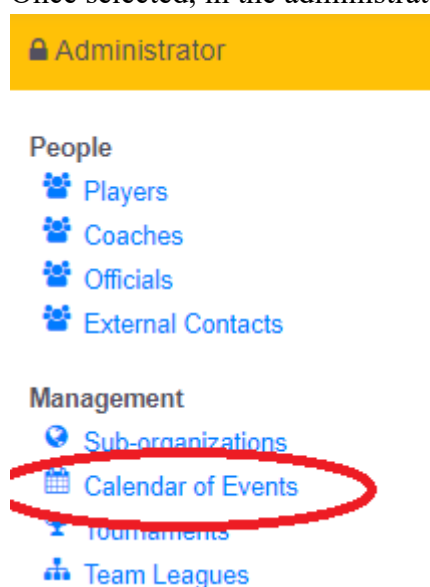 Once selected, in the administrat
Administrator
People
Players
Coaches
Officials
External Contacts
Management
Sub-organizations
Calendar of Events
Tournaments
Team Leagues